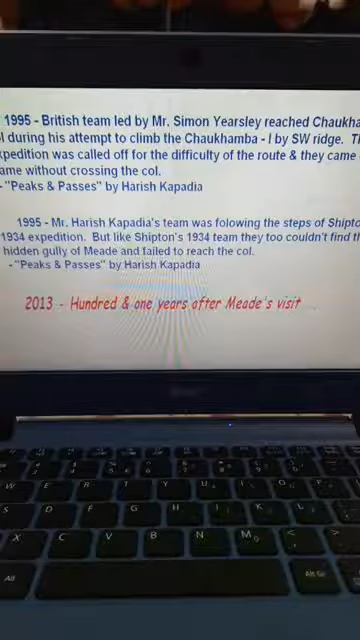 1995 - British team led by Mr. Simon Yearsley reached Chaukha
l during his attempt to climb the Chaukhamba - I by SW ridge. T
xpedition was called off for the difficulty of the route & they came
ame without crossing the col.
- "Peaks & Passes" by Harish Kapadia
1995 - Mr. Harish Kapadia's team was folowing the steps of Shipto
1934 expedition. But like Shipton's 1934 team they too couldn't find th
hidden gully of Meade and failed to reach the col.
- "Peaks & Passes" by Harish Kapadia
2013 - Hundred & one years after Meade's visit
W E R T Y U I O P
S D F G H J K L
X C V B N M < >
Alt Alt Gr